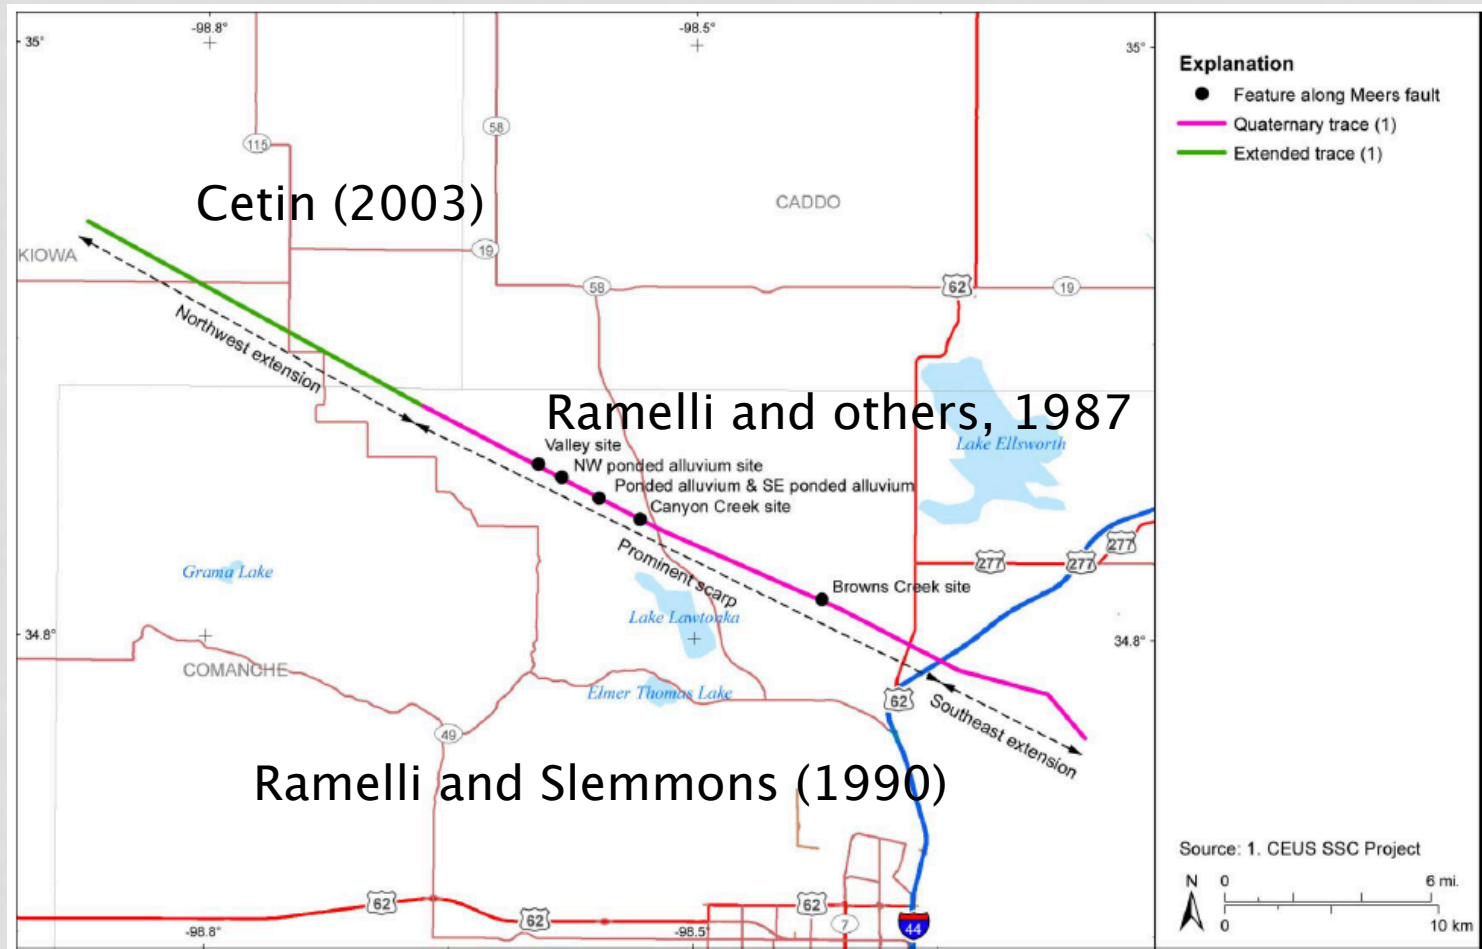 -98.8°
-98.5°
35°
35°
Explanation
Feature along Meers fault
Quaternary trace (1)
Extended trace (1)
58
115
Cetin (2003)
CADDO
19
KIOWA
58
62
19
Northwest extension
Ramelli and others, 1987
Lake Ellsworth
Valley site
NW ponded alluvium site
Ponded alluvium & SE ponded alluvium
Canyon Creek site
277
277
277
Prominent scarp
Grama Lake
Browns Creek site
Lake Lawtonka
34.8°
34.8°
COMANCHE
Elmer Thomas Lake
62
Southeast extension
49
Ramelli and Slemmons (1990)
Source: 1. CEUS SSC Project
N
0
6 mi.
0
10 km
62
62
62
7
44
-98.8°
-98.5°